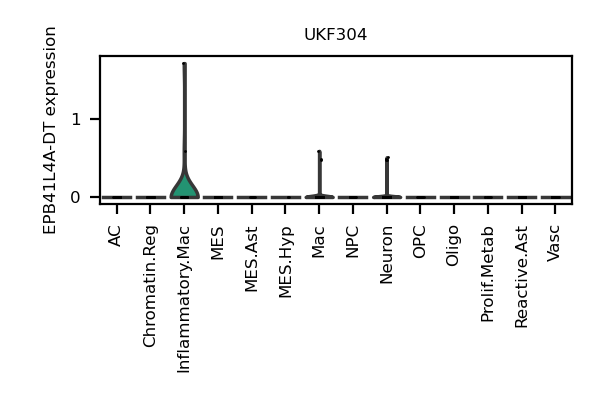 UKF304
EPB41L4A-DT expression
1
0
AC
Chromatin.Reg
Inflammatory.Mac
MES
MES.Ast
MES.Hyp
Mac
NPC
Neuron
OPC
Oligo
Prolif.Metab
Reactive.Ast
Vasc